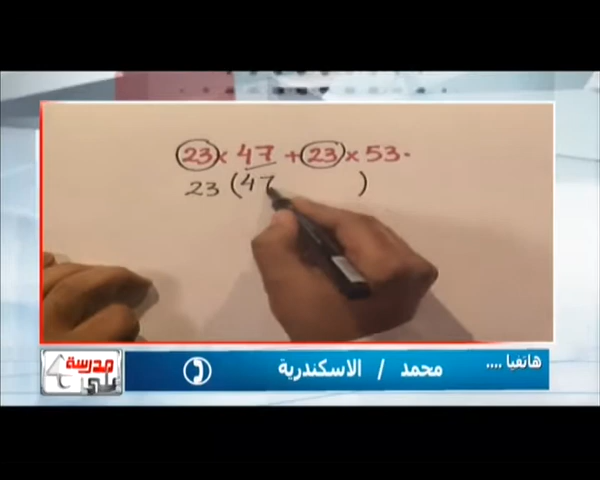 23 × 47 + 23 × 53.
23 (47 )
هاتفيا ....
محمد / الاسكندرية
مدرسة